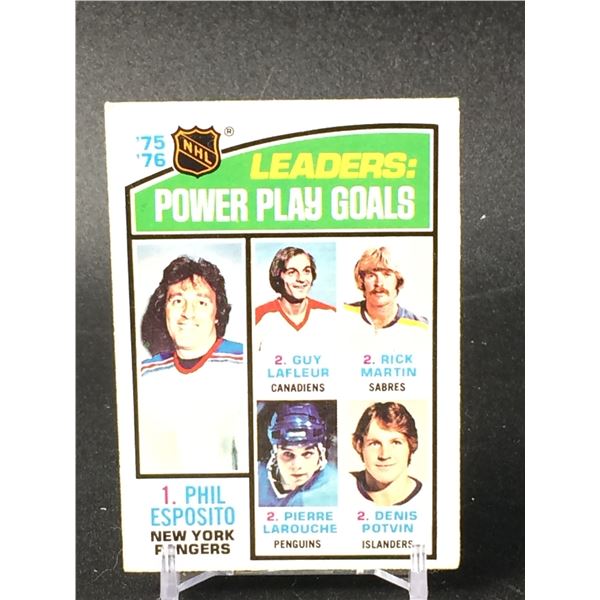 '75
'76
NHL
®
LEADERS:
POWER PLAY GOALS
2. GUY
LAFLEUR
CANADIENS
2. RICK
MARTIN
SABRES
1. PHIL
ESPOSITO
NEW YORK
RANGERS
2. PIERRE
LAROUCHE
PENGUINS
2. DENIS
POTVIN
ISLANDERS